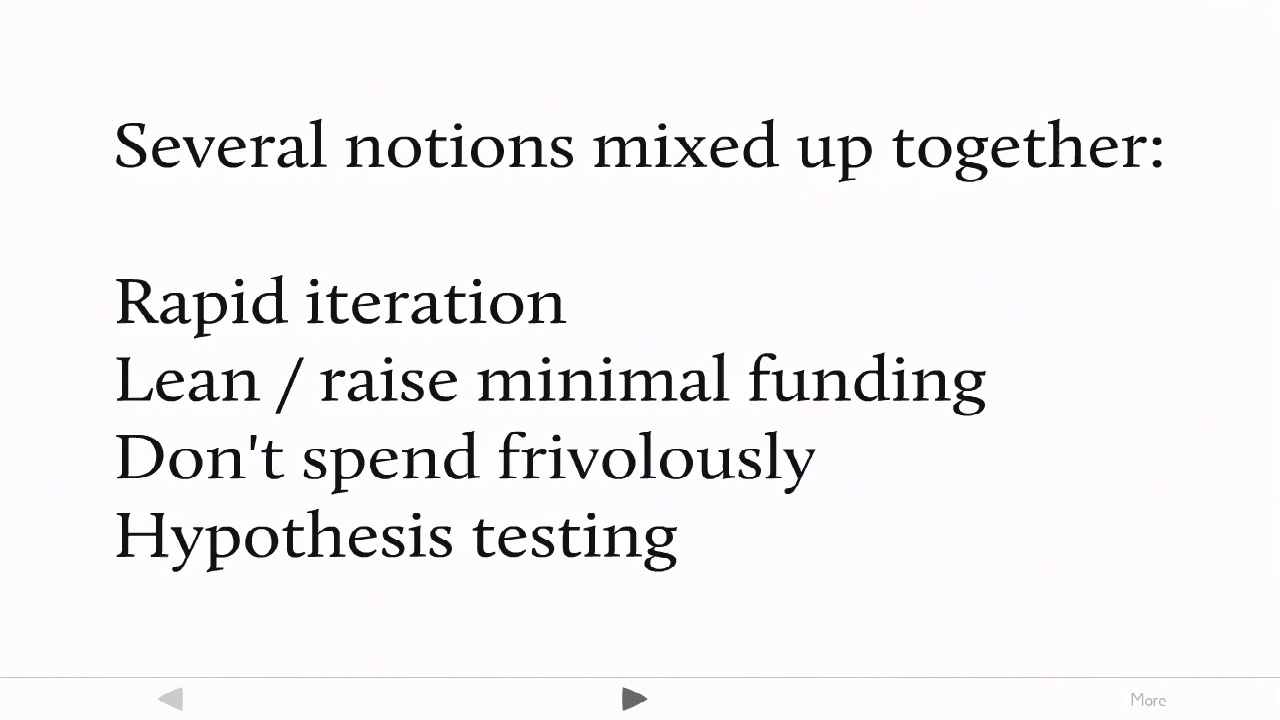 Several notions mixed up together:
Rapid iteration
Lean / raise minimal funding
Don't spend frivolously
Hypothesis testing
More